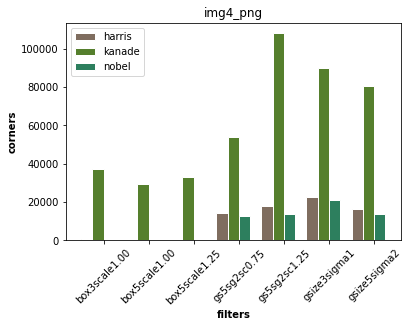 img4_png
harris
kanade
nobel
100000
80000
60000
40000
20000
0
corners
box3scale1.00
box5scale1.00
box5scale1.25
gs5sg2sc0.75
gs5sg2sc1.25
gsize3sigma1
gsize5sigma2
filters